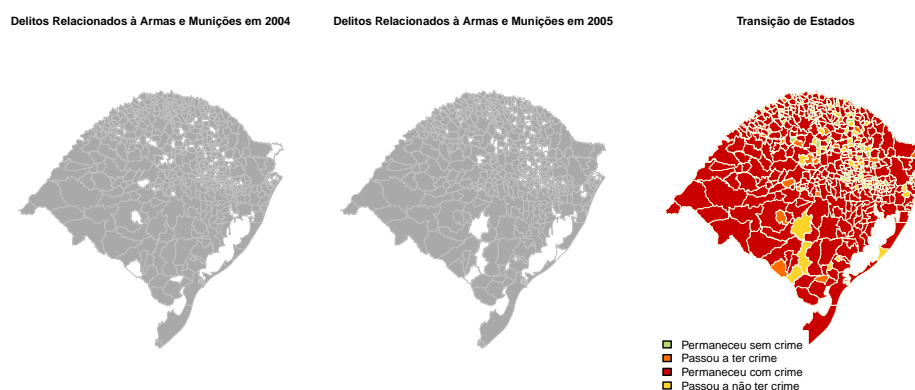 Delitos Relacionados à Armas e Munições em 2004
Delitos Relacionados à Armas e Munições em 2005
Transição de Estados
Permaneceu sem crime
Passou a ter crime
Permaneceu com crime
Passou a não ter crime